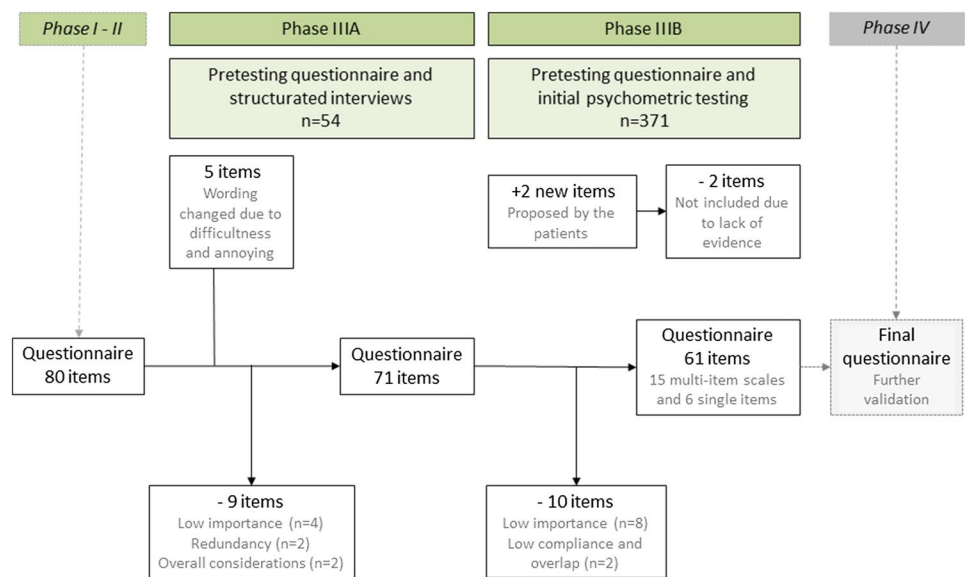 Phase I - II
Phase IIIA
Phase IIIB
Phase IV
Pretesting questionnaire and
structurated interviews
n=54
Pretesting questionnaire and
initial psychometric testing
n=371
5 items
Wording
changed due to
difficultness
and annoying
+2 new items
Proposed by the
patients
- 2 items
Not included due
to lack of
evidence
Questionnaire
80 items
Questionnaire
71 items
Questionnaire
61 items
15 multi-item scales
and 6 single items
Final
questionnaire
Further
validation
- 9 items
Low importance (n=4)
Redundancy (n=2)
Overall considerations (n=2)
- 10 items
Low importance (n=8)
Low compliance and
overlap (n=2)